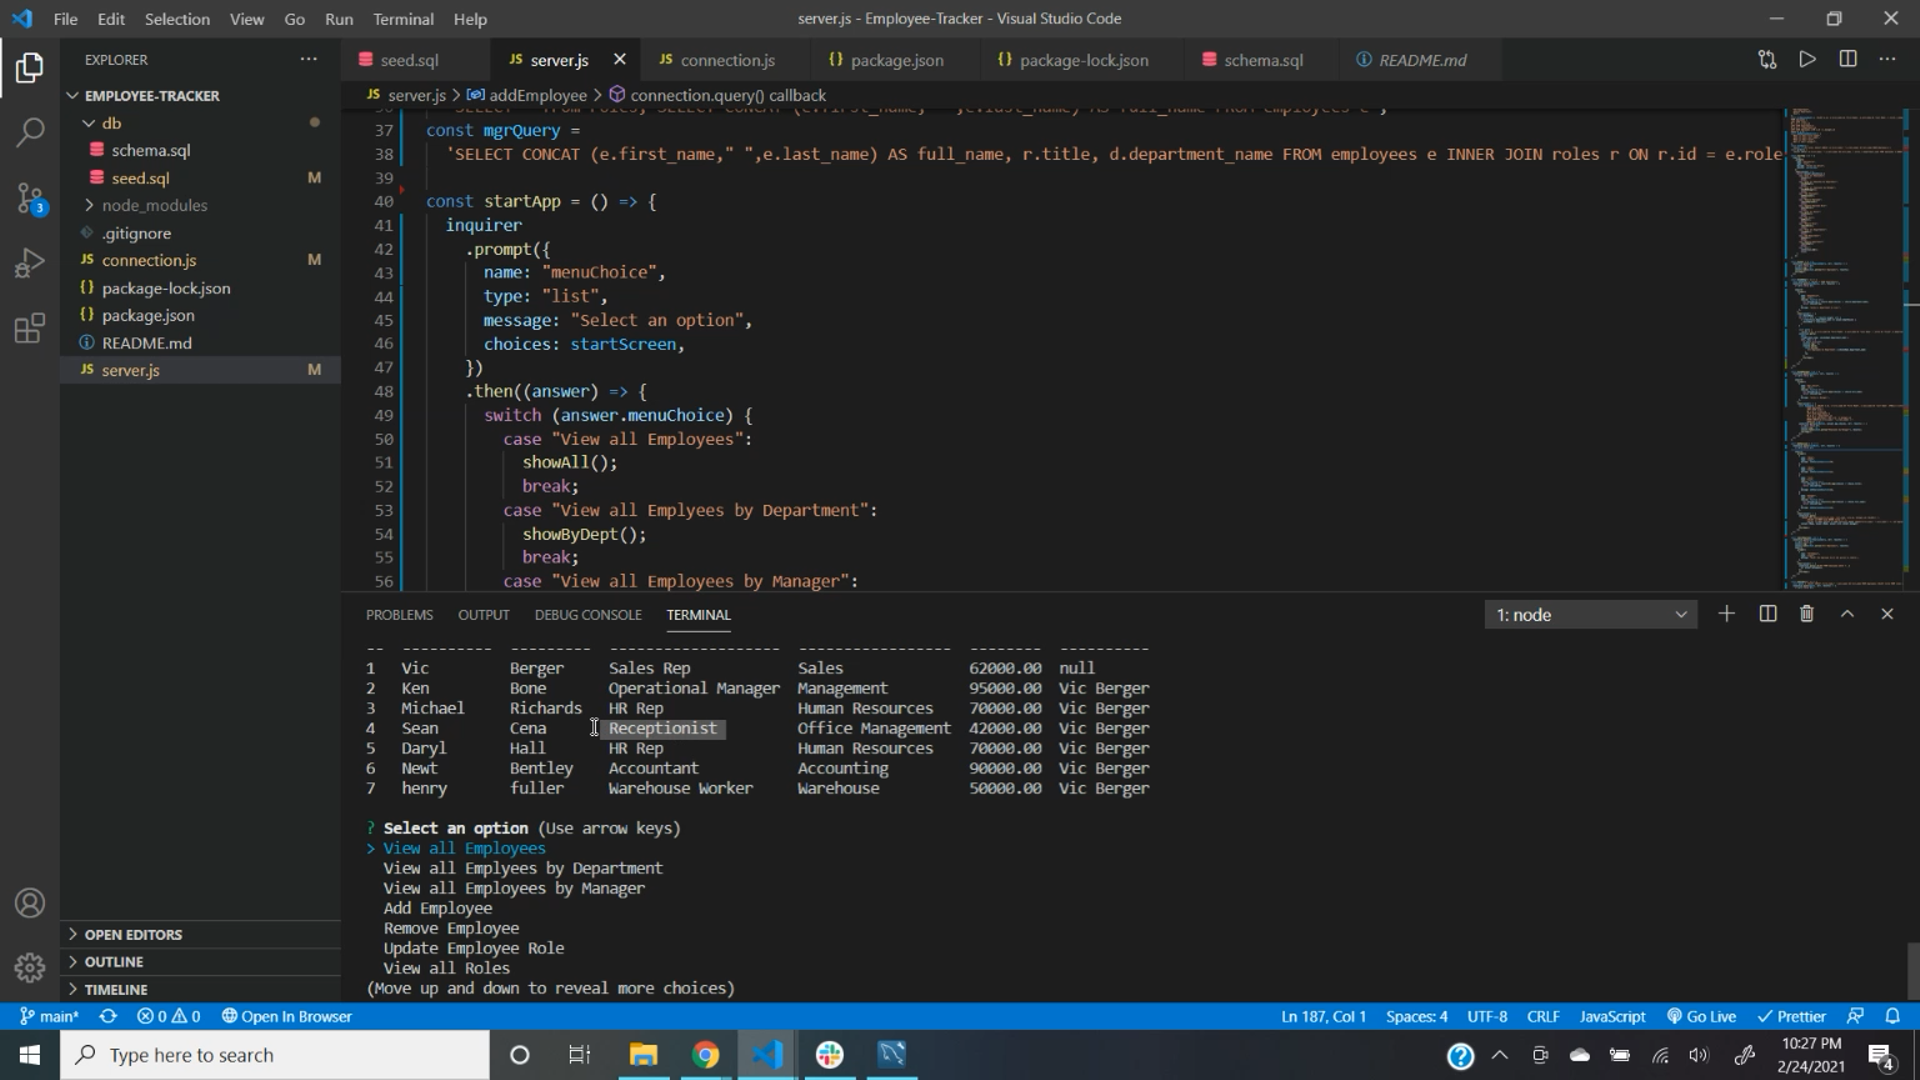 File Edit Selection View Go Run Terminal Help
server.js - Employee-Tracker - Visual Studio Code
EXPLORER
seed.sql
JS server.js
JS connection.js
{} package.json
{} package-lock.json
schema.sql
README.md
EMPLOYEE-TRACKER
db
schema.sql
seed.sql M
node_modules
.gitignore
JS connection.js M
{} package-lock.json
{} package.json
README.md
JS server.js M
3
OPEN EDITORS
OUTLINE
TIMELINE
JS server.js > addEmployee > connection.query() callback
37 const mgrQuery =
38 'SELECT CONCAT (e.first_name," ",e.last_name) AS full_name, r.title, d.department_name FROM employees e INNER JOIN roles r ON r.id = e.role
39
40 const startApp = () => {
41 inquirer
42 .prompt({
43 name: "menuChoice",
44 type: "list",
45 message: "Select an option",
46 choices: startScreen,
47 })
48 .then((answer) => {
49 switch (answer.menuChoice) {
50 case "View all Employees":
51 showAll();
52 break;
53 case "View all Emplyees by Department":
54 showByDept();
55 break;
56 case "View all Employees by Manager":
PROBLEMS OUTPUT DEBUG CONSOLE TERMINAL
1: node
-- ---------- --------- ------------------- ----------------- -------- ----------
1 Vic Berger Sales Rep Sales 62000.00 null
2 Ken Bone Operational Manager Management 95000.00 Vic Berger
3 Michael Richards HR Rep Human Resources 70000.00 Vic Berger
4 Sean Cena Receptionist Office Management 42000.00 Vic Berger
5 Daryl Hall HR Rep Human Resources 70000.00 Vic Berger
6 Newt Bentley Accountant Accounting 90000.00 Vic Berger
7 henry fuller Warehouse Worker Warehouse 50000.00 Vic Berger
? Select an option (Use arrow keys)
> View all Employees
View all Emplyees by Department
View all Employees by Manager
Add Employee
Remove Employee
Update Employee Role
View all Roles
(Move up and down to reveal more choices)
main* 0 0 Open In Browser
Ln 187, Col 1 Spaces: 4 UTF-8 CRLF JavaScript Go Live Prettier
Type here to search
10:27 PM
2/24/2021
4